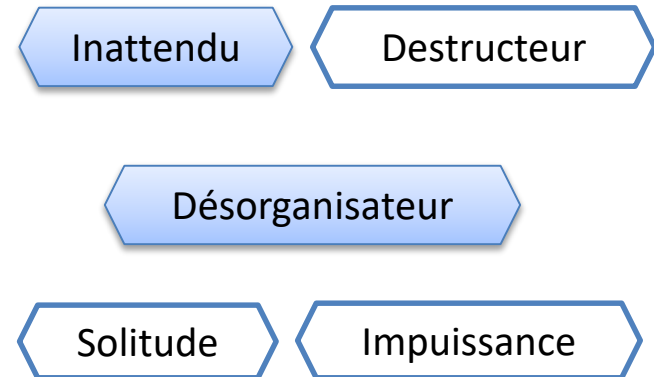 Inattendu Destructeur
Désorganisateur
Solitude Impuissance